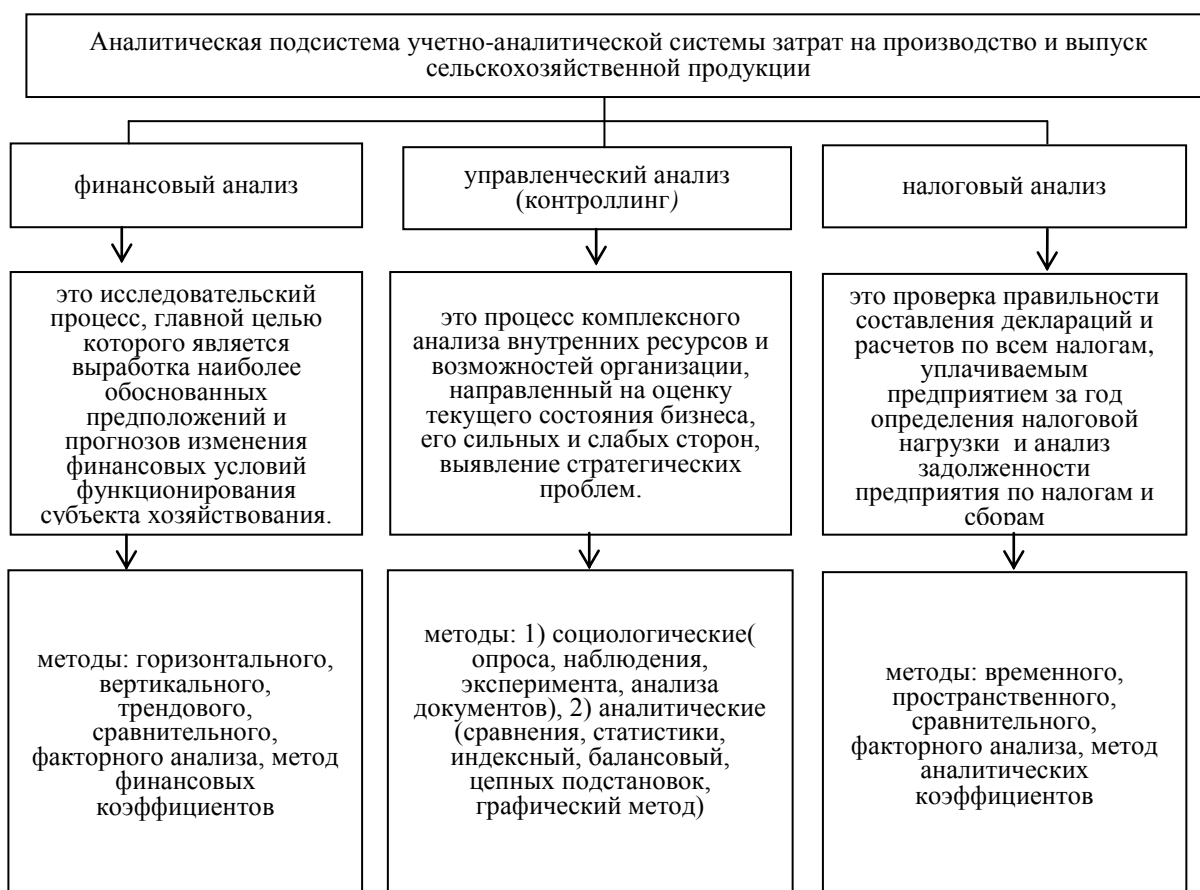 Аналитическая подсистема учетно-аналитической системы затрат на производство и выпуск
сельскохозяйственной продукции
финансовый анализ
управленческий анализ
(контроллинг)
налоговый анализ
это исследовательский
процесс, главной целью
которого является
выработка наиболее
обоснованных
предположений и
прогнозов изменения
финансовых условий
функционирования
субъекта хозяйствования.
это процесс комплексного
анализа внутренних ресурсов и
возможностей организации,
направленный на оценку
текущего состояния бизнеса,
его сильных и слабых сторон,
выявление стратегических
проблем.
это проверка правильности
составления деклараций и
расчетов по всем налогам,
уплачиваемым
предприятием за год
определения налоговой
нагрузки и анализ
задолженности
предприятия по налогам и
сборам
методы: горизонтального,
вертикального,
трендового,
сравнительного,
факторного анализа, метод
финансовых
коэффициентов
методы: 1) социологические(
опроса, наблюдения,
эксперимента, анализа
документов), 2) аналитические
(сравнения, статистики,
индексный, балансовый,
цепных подстановок,
графический метод)
методы: временного,
пространственного,
сравнительного,
факторного анализа, метод
аналитических
коэффициентов